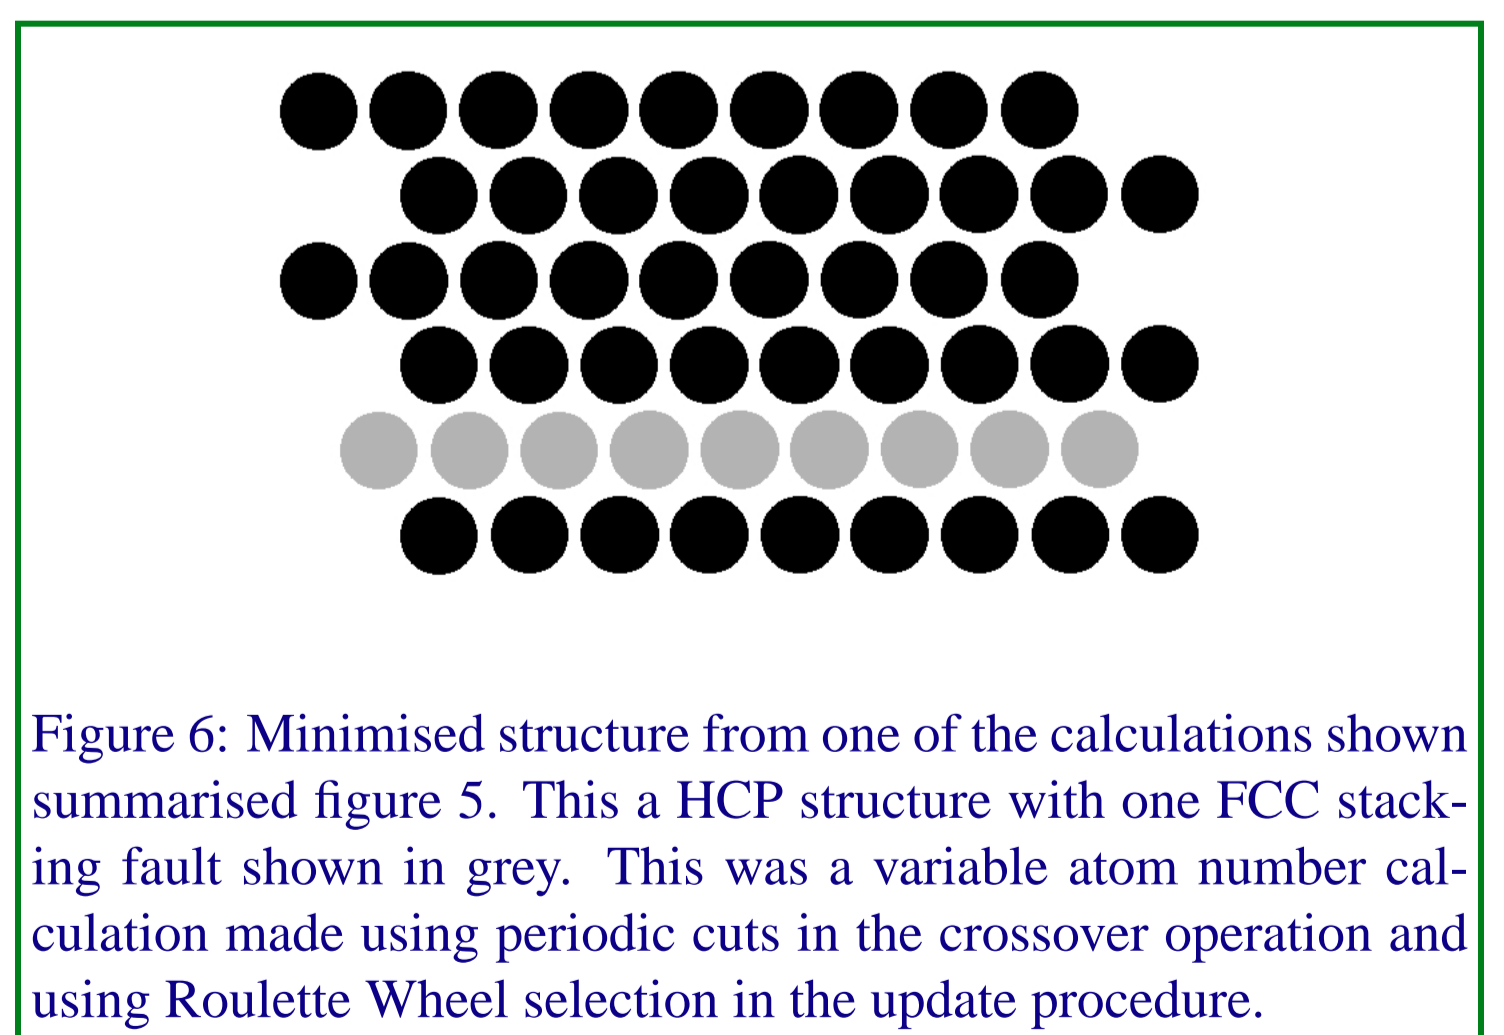 Figure 6: Minimised structure from one of the calculations shown
summarised figure 5. This a HCP structure with one FCC stack-
ing fault shown in grey. This was a variable atom number cal-
culation made using periodic cuts in the crossover operation and
using Roulette Wheel selection in the update procedure.